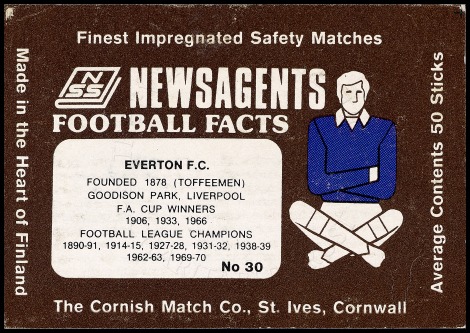 Finest Impregnated Safety Matches
Made in the Heart of Finland
NSS
NEWSAGENTS
FOOTBALL FACTS
EVERTON F.C.
FOUNDED 1878 (TOFFEEMEN)
GOODISON PARK, LIVERPOOL
F.A. CUP WINNERS
1906, 1933, 1966
FOOTBALL LEAGUE CHAMPIONS
1890-91, 1914-15, 1927-28, 1931-32, 1938-39
1962-63, 1969-70
No 30
Average Contents 50 Sticks
The Cornish Match Co., St. Ives, Cornwall